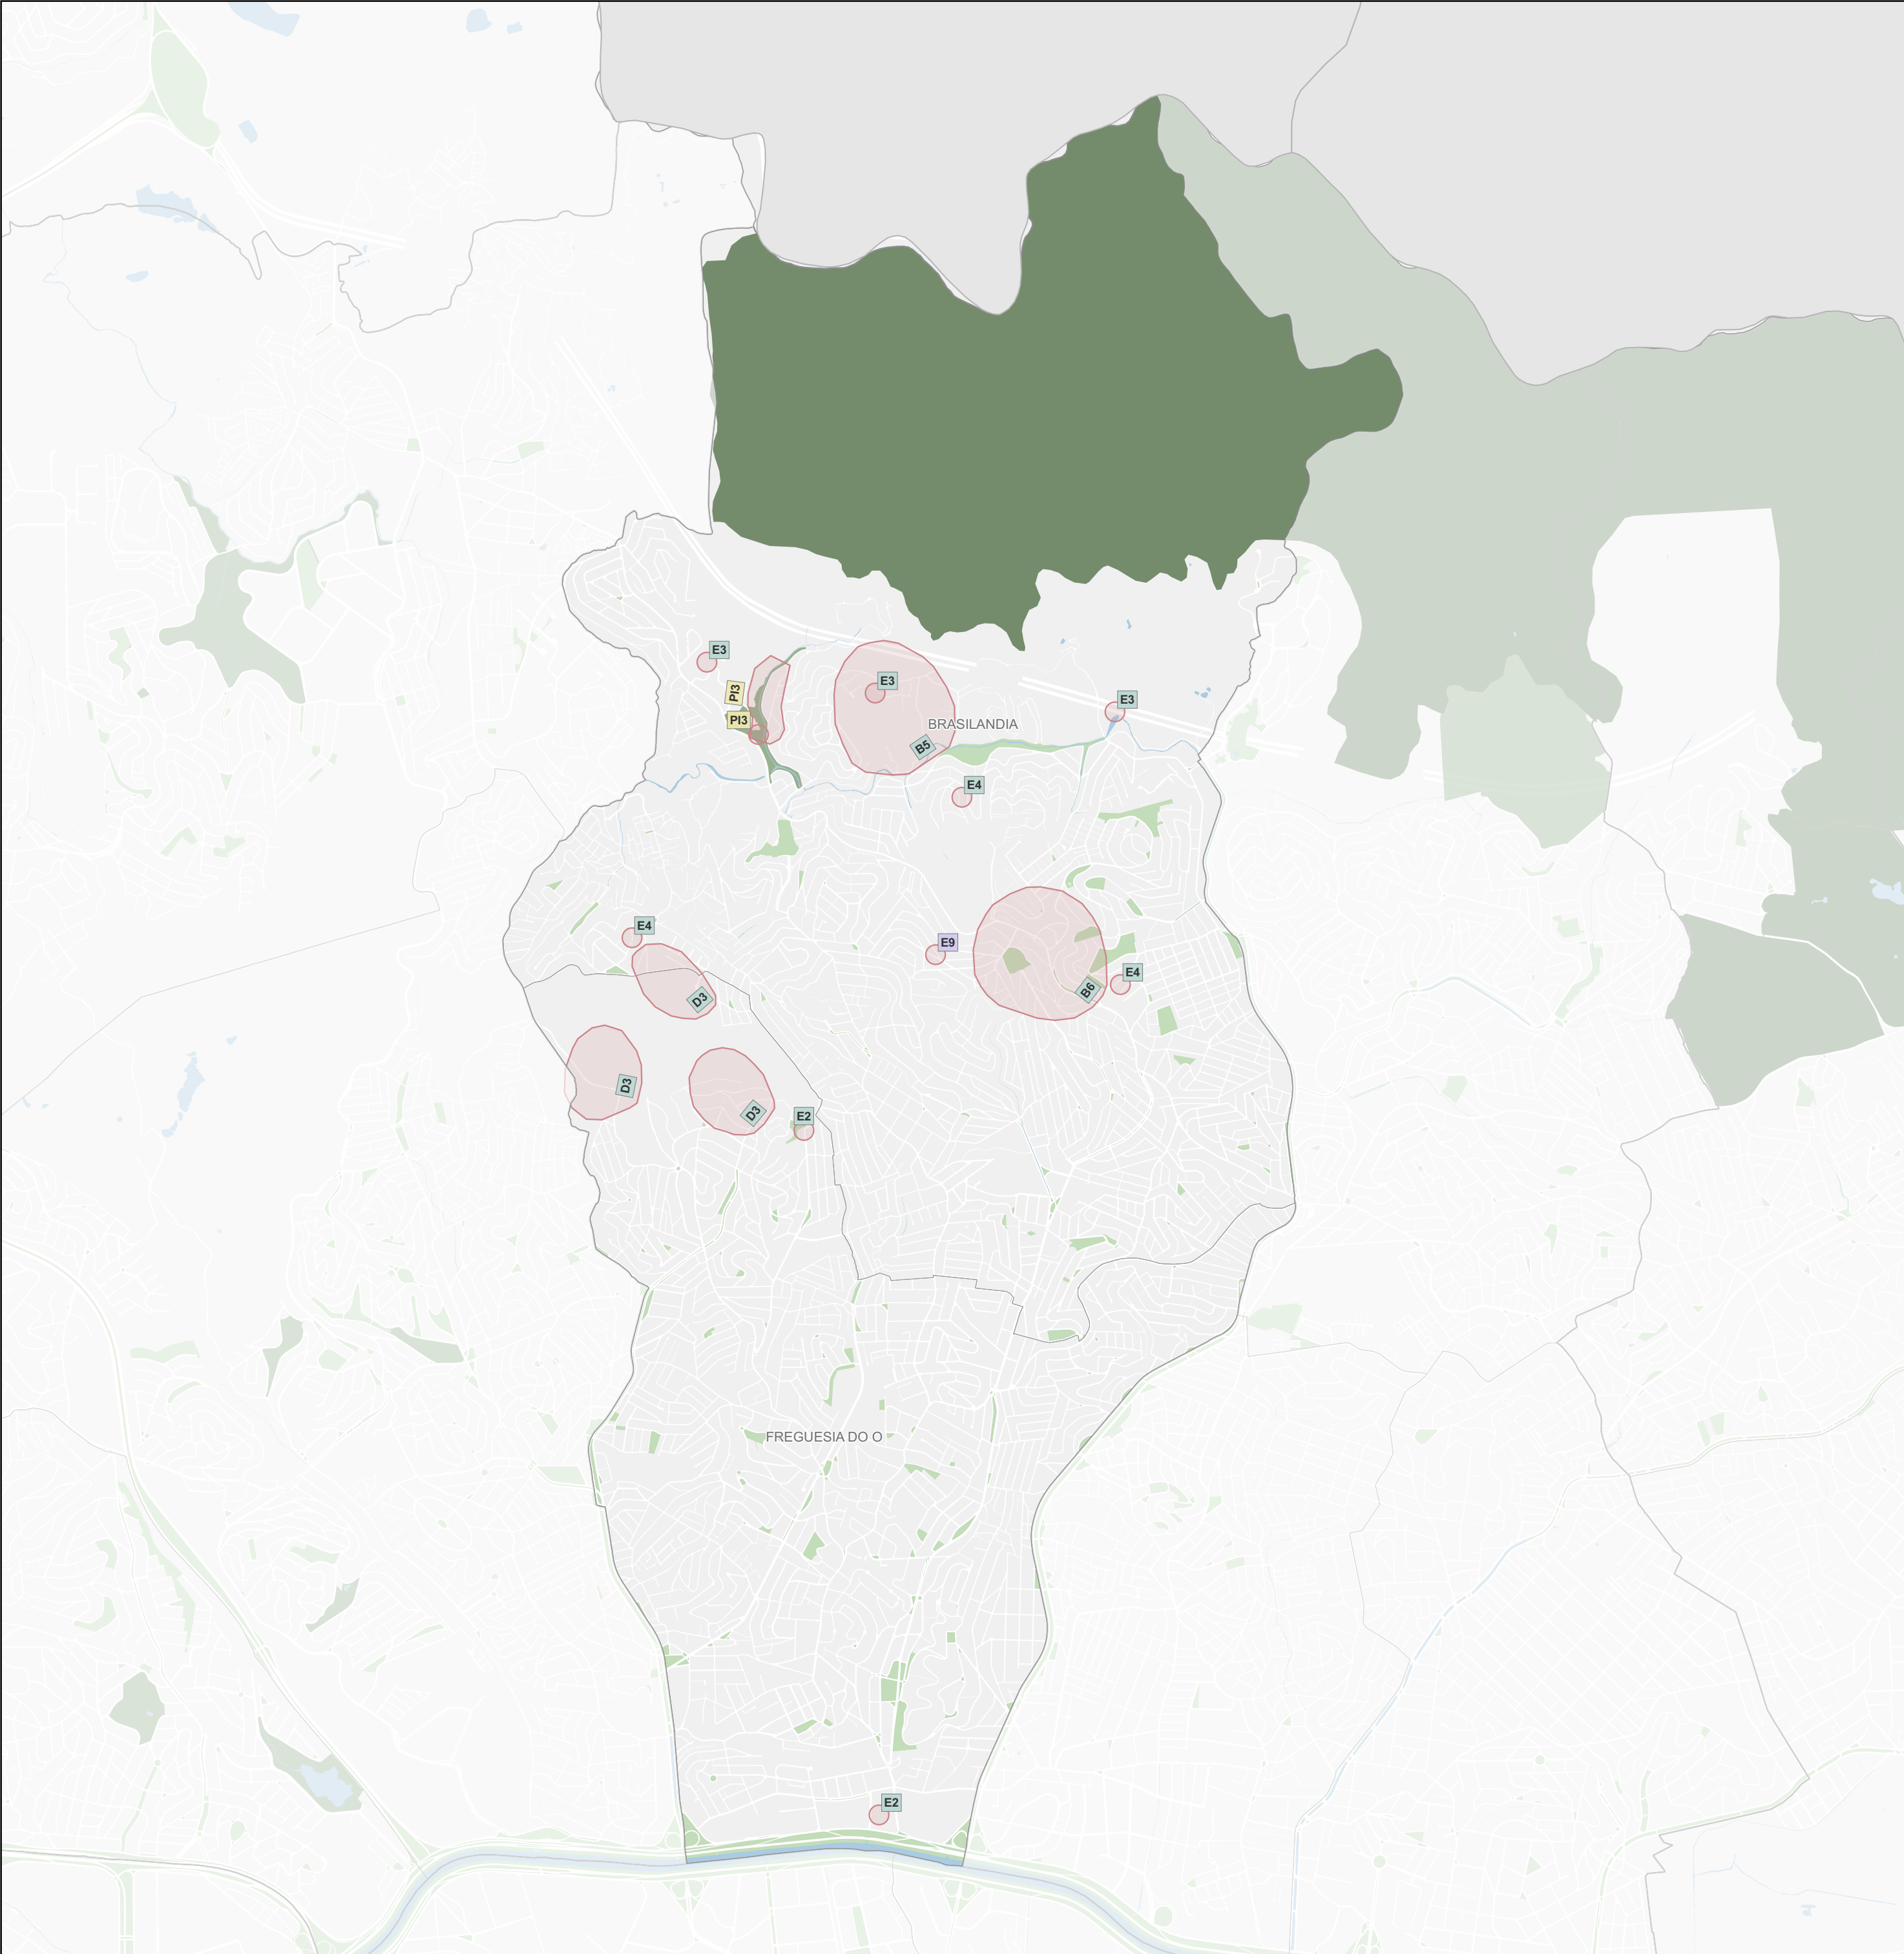 E3
E3
PI3
E3
PI3
BRASILANDIA
B5
E4
E4
E9
E4
B6
D3
D3
D3
E2
FREGUESIA DO O
E2